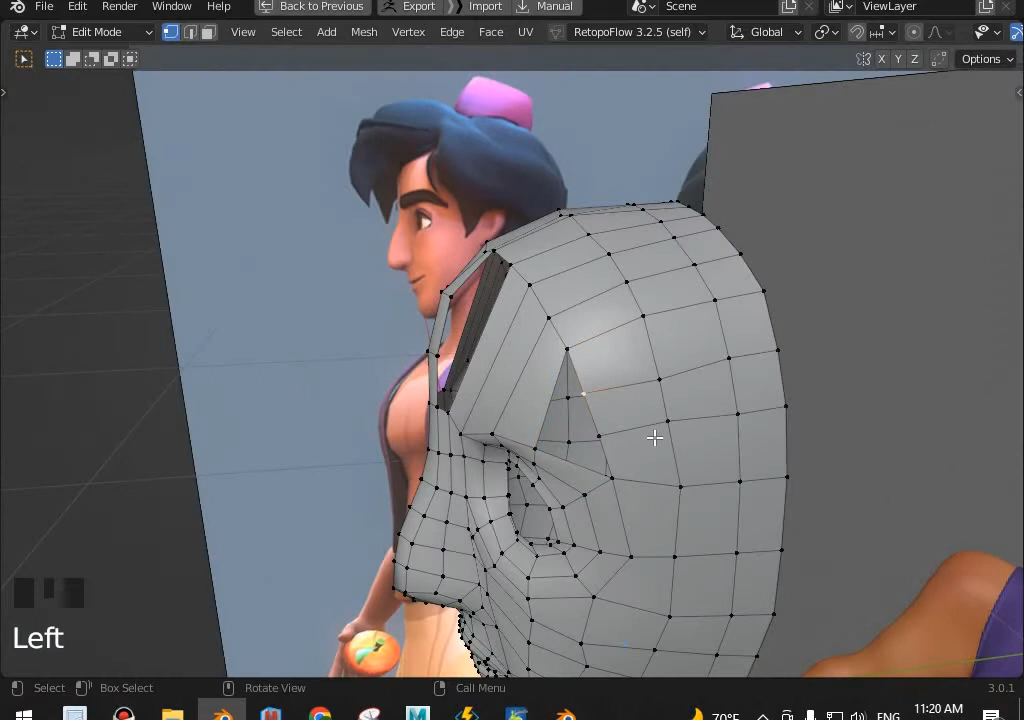 File Edit Render Window Help Back to Previous Export Import Manual Scene ViewLayer
Edit Mode View Select Add Mesh Vertex Edge Face UV RetopoFlow 3.2.5 (self) Global
X Y Z Options
Left
Select Box Select Rotate View Call Menu 3.0.1
70°F ENG 11:20 AM